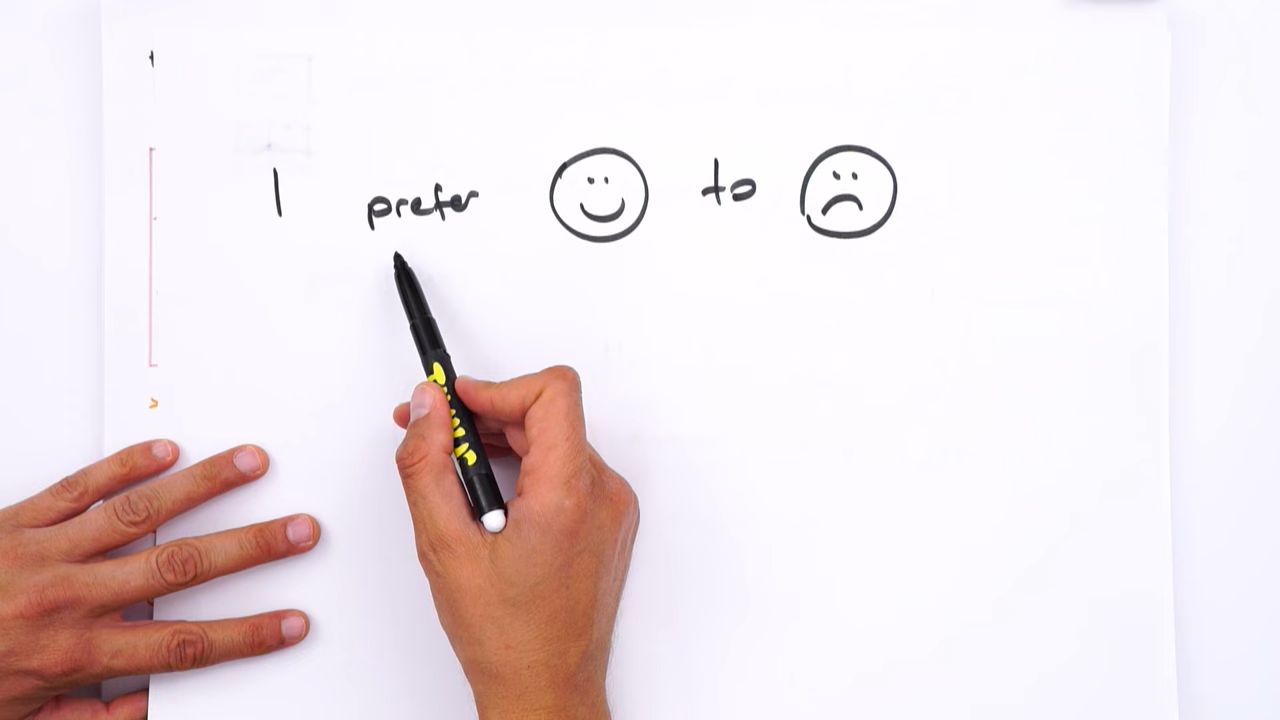 I prefer 🙂 to ☹